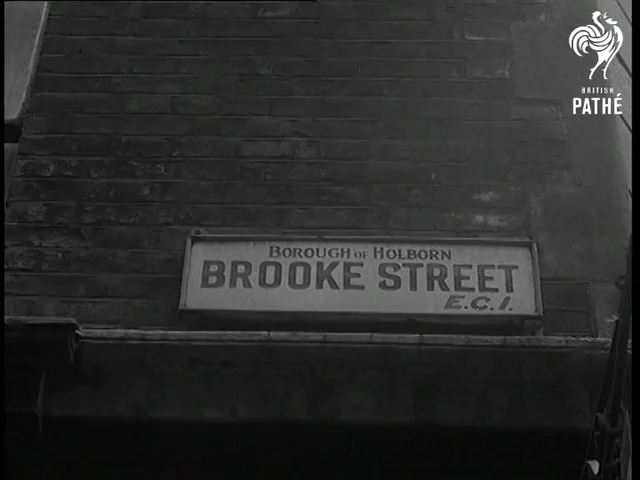 BRITISH
PATHÉ
BOROUGH OF HOLBORN
BROOKE STREET
E.C.1.